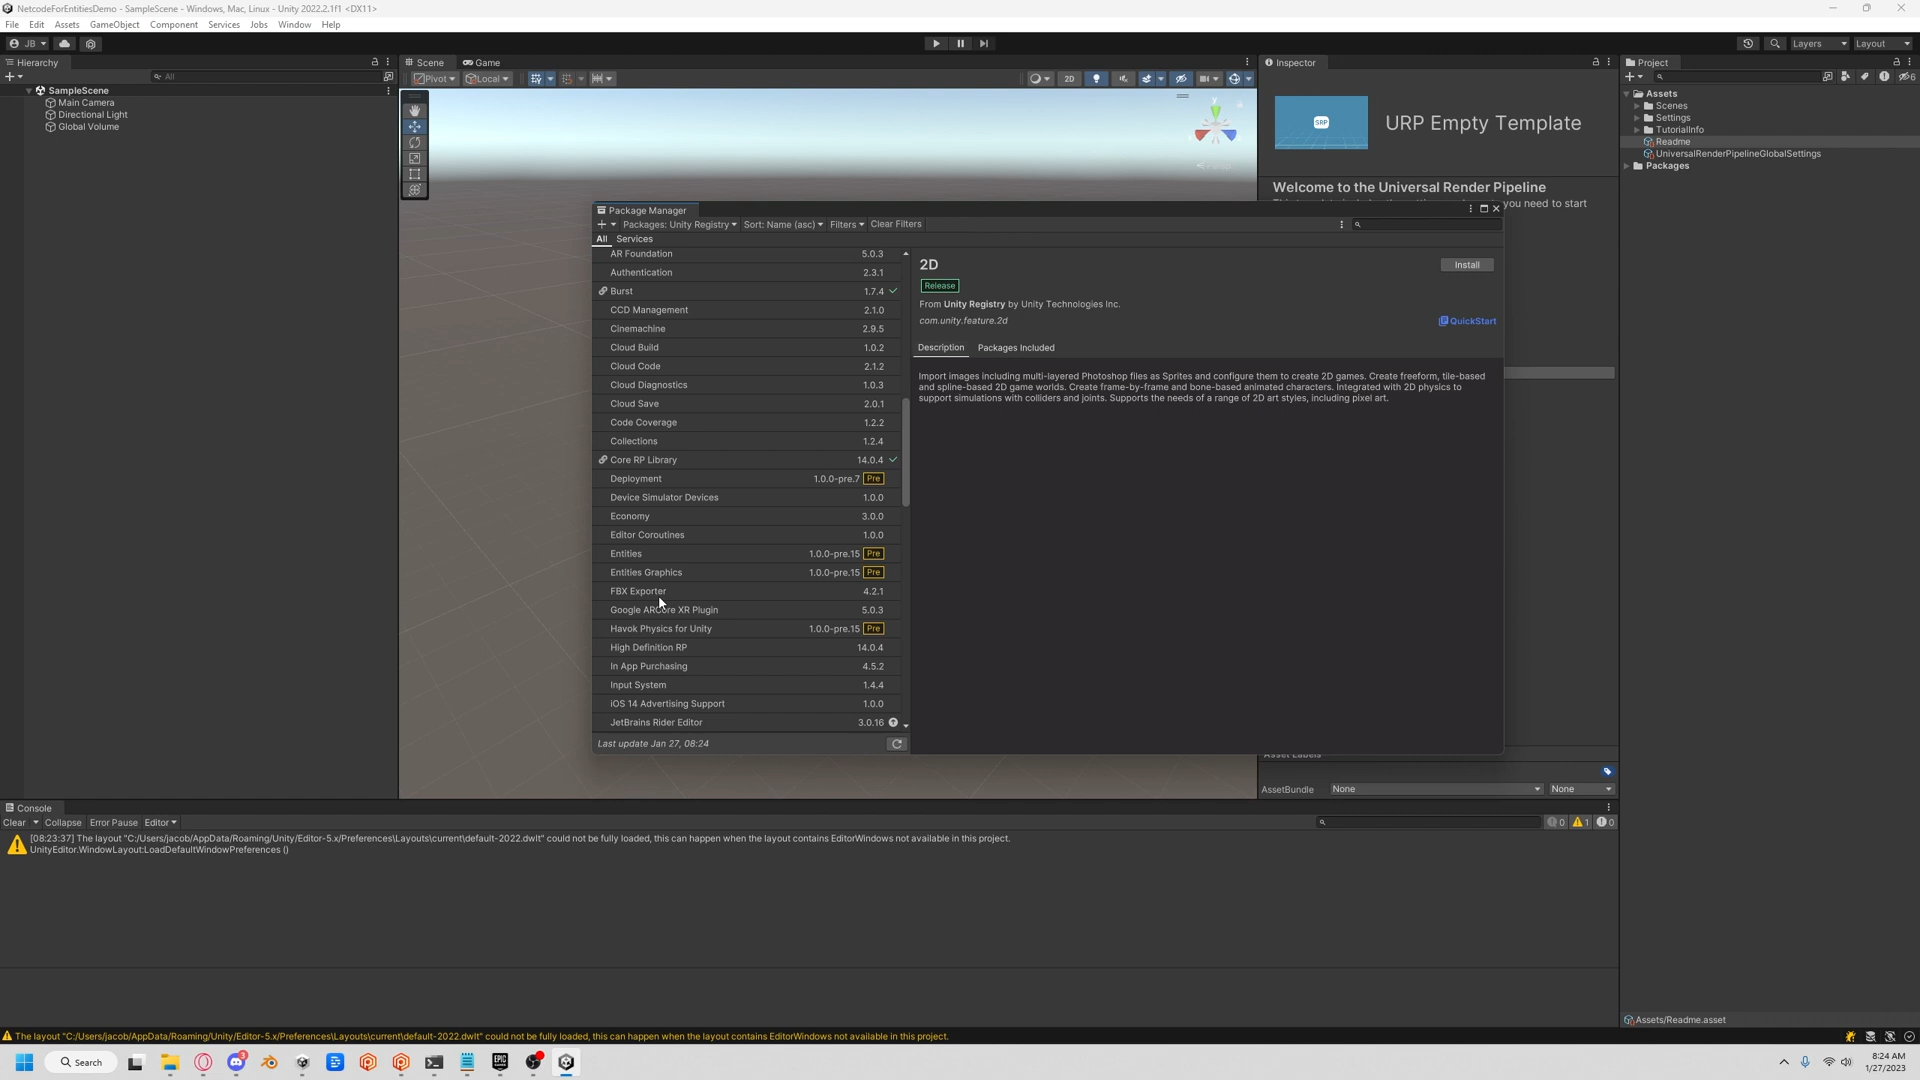 NetcodeForEntitiesDemo - SampleScene - Windows, Mac, Linux - Unity 2022.2.1f1 <DX11>
File Edit Assets GameObject Component Services Jobs Window Help
JB Layers Layout
Hierarchy
All
SampleScene
Main Camera
Directional Light
Global Volume
Scene Game
Pivot Local 2D
Inspector
URP Empty Template
Welcome to the Universal Render Pipeline
you need to start
Project
6
Assets
Scenes
Settings
TutorialInfo
Readme
UniversalRenderPipelineGlobalSettings
Packages
Package Manager
Packages: Unity Registry Sort: Name (asc) Filters Clear Filters
All Services
AR Foundation 5.0.3
Authentication 2.3.1
Burst 1.7.4
CCD Management 2.1.0
Cinemachine 2.9.5
Cloud Build 1.0.2
Cloud Code 2.1.2
Cloud Diagnostics 1.0.3
Cloud Save 2.0.1
Code Coverage 1.2.2
Collections 1.2.4
Core RP Library 14.0.4
Deployment 1.0.0-pre.7 Pre
Device Simulator Devices 1.0.0
Economy 3.0.0
Editor Coroutines 1.0.0
Entities 1.0.0-pre.15 Pre
Entities Graphics 1.0.0-pre.15 Pre
FBX Exporter 4.2.1
Google ARCore XR Plugin 5.0.3
Havok Physics for Unity 1.0.0-pre.15 Pre
High Definition RP 14.0.4
In App Purchasing 4.5.2
Input System 1.4.4
iOS 14 Advertising Support 1.0.0
JetBrains Rider Editor 3.0.16
Last update Jan 27, 08:24
2D Install
Release
From Unity Registry by Unity Technologies Inc.
com.unity.feature.2d QuickStart
Description Packages Included
Import images including multi-layered Photoshop files as Sprites and configure them to create 2D games. Create freeform, tile-based
and spline-based 2D game worlds. Create frame-by-frame and bone-based animated characters. Integrated with 2D physics to
support simulations with colliders and joints. Supports the needs of a range of 2D art styles, including pixel art.
Asset Labels
AssetBundle None None
Console
Clear Collapse Error Pause Editor 0 1 0
[08:23:37] The layout "C:/Users/jacob/AppData/Roaming/Unity/Editor-5.x/Preferences\Layouts\current\default-2022.dwlt" could not be fully loaded, this can happen when the layout contains EditorWindows not available in this project.
UnityEditor.WindowLayout:LoadDefaultWindowPreferences ()
Assets/Readme.asset
The layout "C:/Users/jacob/AppData/Roaming/Unity/Editor-5.x/Preferences\Layouts\current\default-2022.dwlt" could not be fully loaded, this can happen when the layout contains EditorWindows not available in this project.
Search 3 EPIC
8:24 AM
1/27/2023